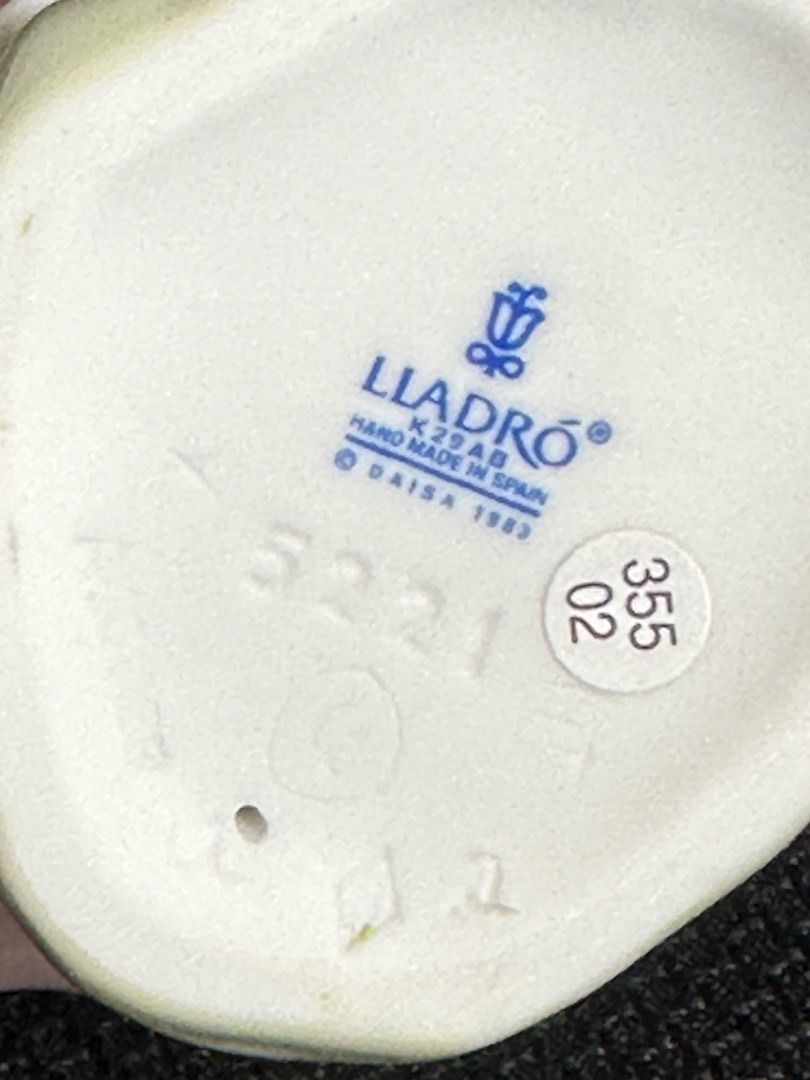 LLADRÓ®
K29AB
HAND MADE IN SPAIN
© DAISA 1983
5221
355
02